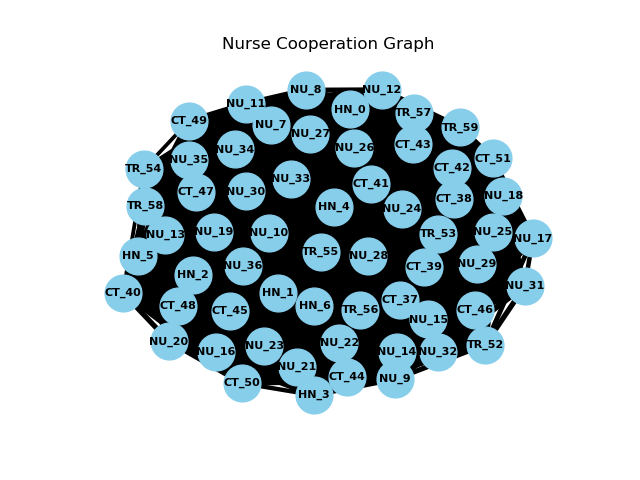 Nurse Cooperation Graph
NU_8
NU_12
NU_11
HN_0
TR_57
CT_49
NU_7
TR_59
NU_27
CT_43
NU_34
NU_26
NU_35
CT_51
TR_54
CT_42
NU_33
CT_41
CT_47
NU_30
NU_18
CT_38
TR_58
HN_4
NU_24
NU_13
NU_19
NU_10
TR_53
NU_25
NU_17
HN_5
TR_55
NU_28
NU_36
CT_39
NU_29
HN_2
NU_31
CT_40
HN_1
CT_37
CT_48
HN_6
CT_45
TR_56
CT_46
NU_15
NU_20
NU_22
TR_52
NU_23
NU_16
NU_14
NU_32
NU_21
CT_44
NU_9
CT_50
HN_3